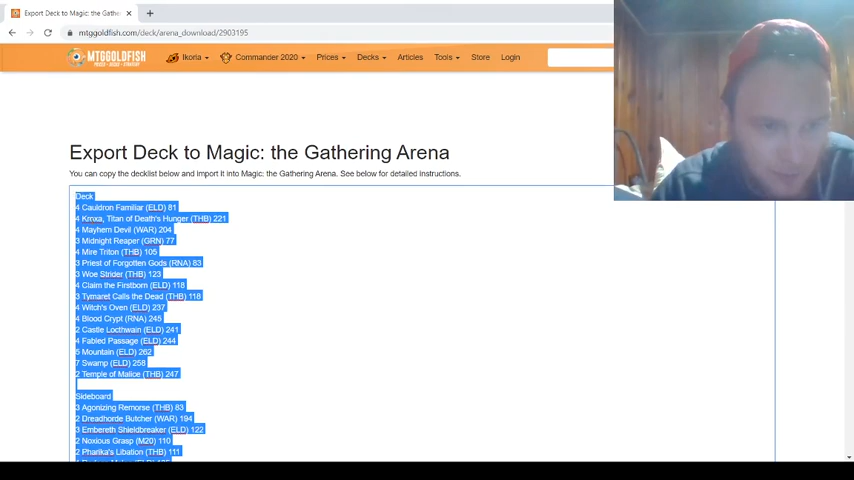 Export Deck to Magic: the Gather
mtggoldfish.com/deck/arena_download/2903195
MTGGOLDFISH
Ikoria
Commander 2020
Prices
Decks
Articles
Tools
Store
Login
Export Deck to Magic: the Gathering Arena
You can copy the decklist below and import it into Magic: the Gathering Arena. See below for detailed instructions.
Deck
4 Cauldron Familiar (ELD) 81
4 Kroxa, Titan of Death's Hunger (THB) 221
4 Mayhem Devil (WAR) 204
3 Midnight Reaper (GRN) 77
4 Mire Triton (THB) 105
3 Priest of Forgotten Gods (RNA) 83
3 Woe Strider (THB) 123
4 Claim the Firstborn (ELD) 118
3 Tymaret Calls the Dead (THB) 118
4 Witch's Oven (ELD) 237
4 Blood Crypt (RNA) 245
2 Castle Locthwain (ELD) 241
4 Fabled Passage (ELD) 244
5 Mountain (ELD) 262
7 Swamp (ELD) 258
2 Temple of Malice (THB) 247
Sideboard
3 Agonizing Remorse (THB) 83
2 Dreadhorde Butcher (WAR) 194
3 Embereth Shieldbreaker (ELD) 122
2 Noxious Grasp (M20) 110
2 Pharika's Libation (THB) 111